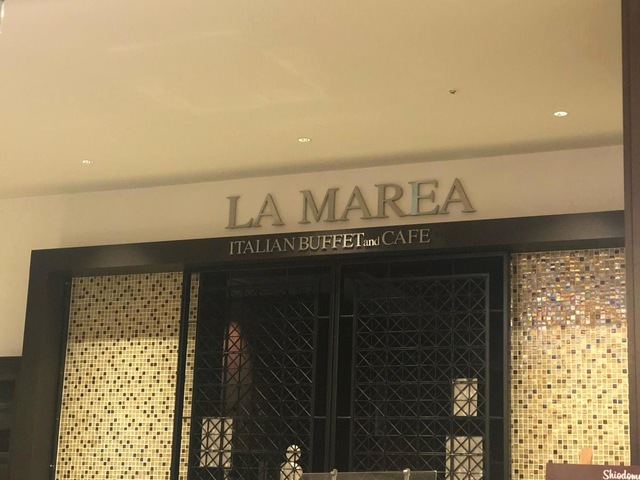 LA MAREA
ITALIAN BUFFET and CAFE